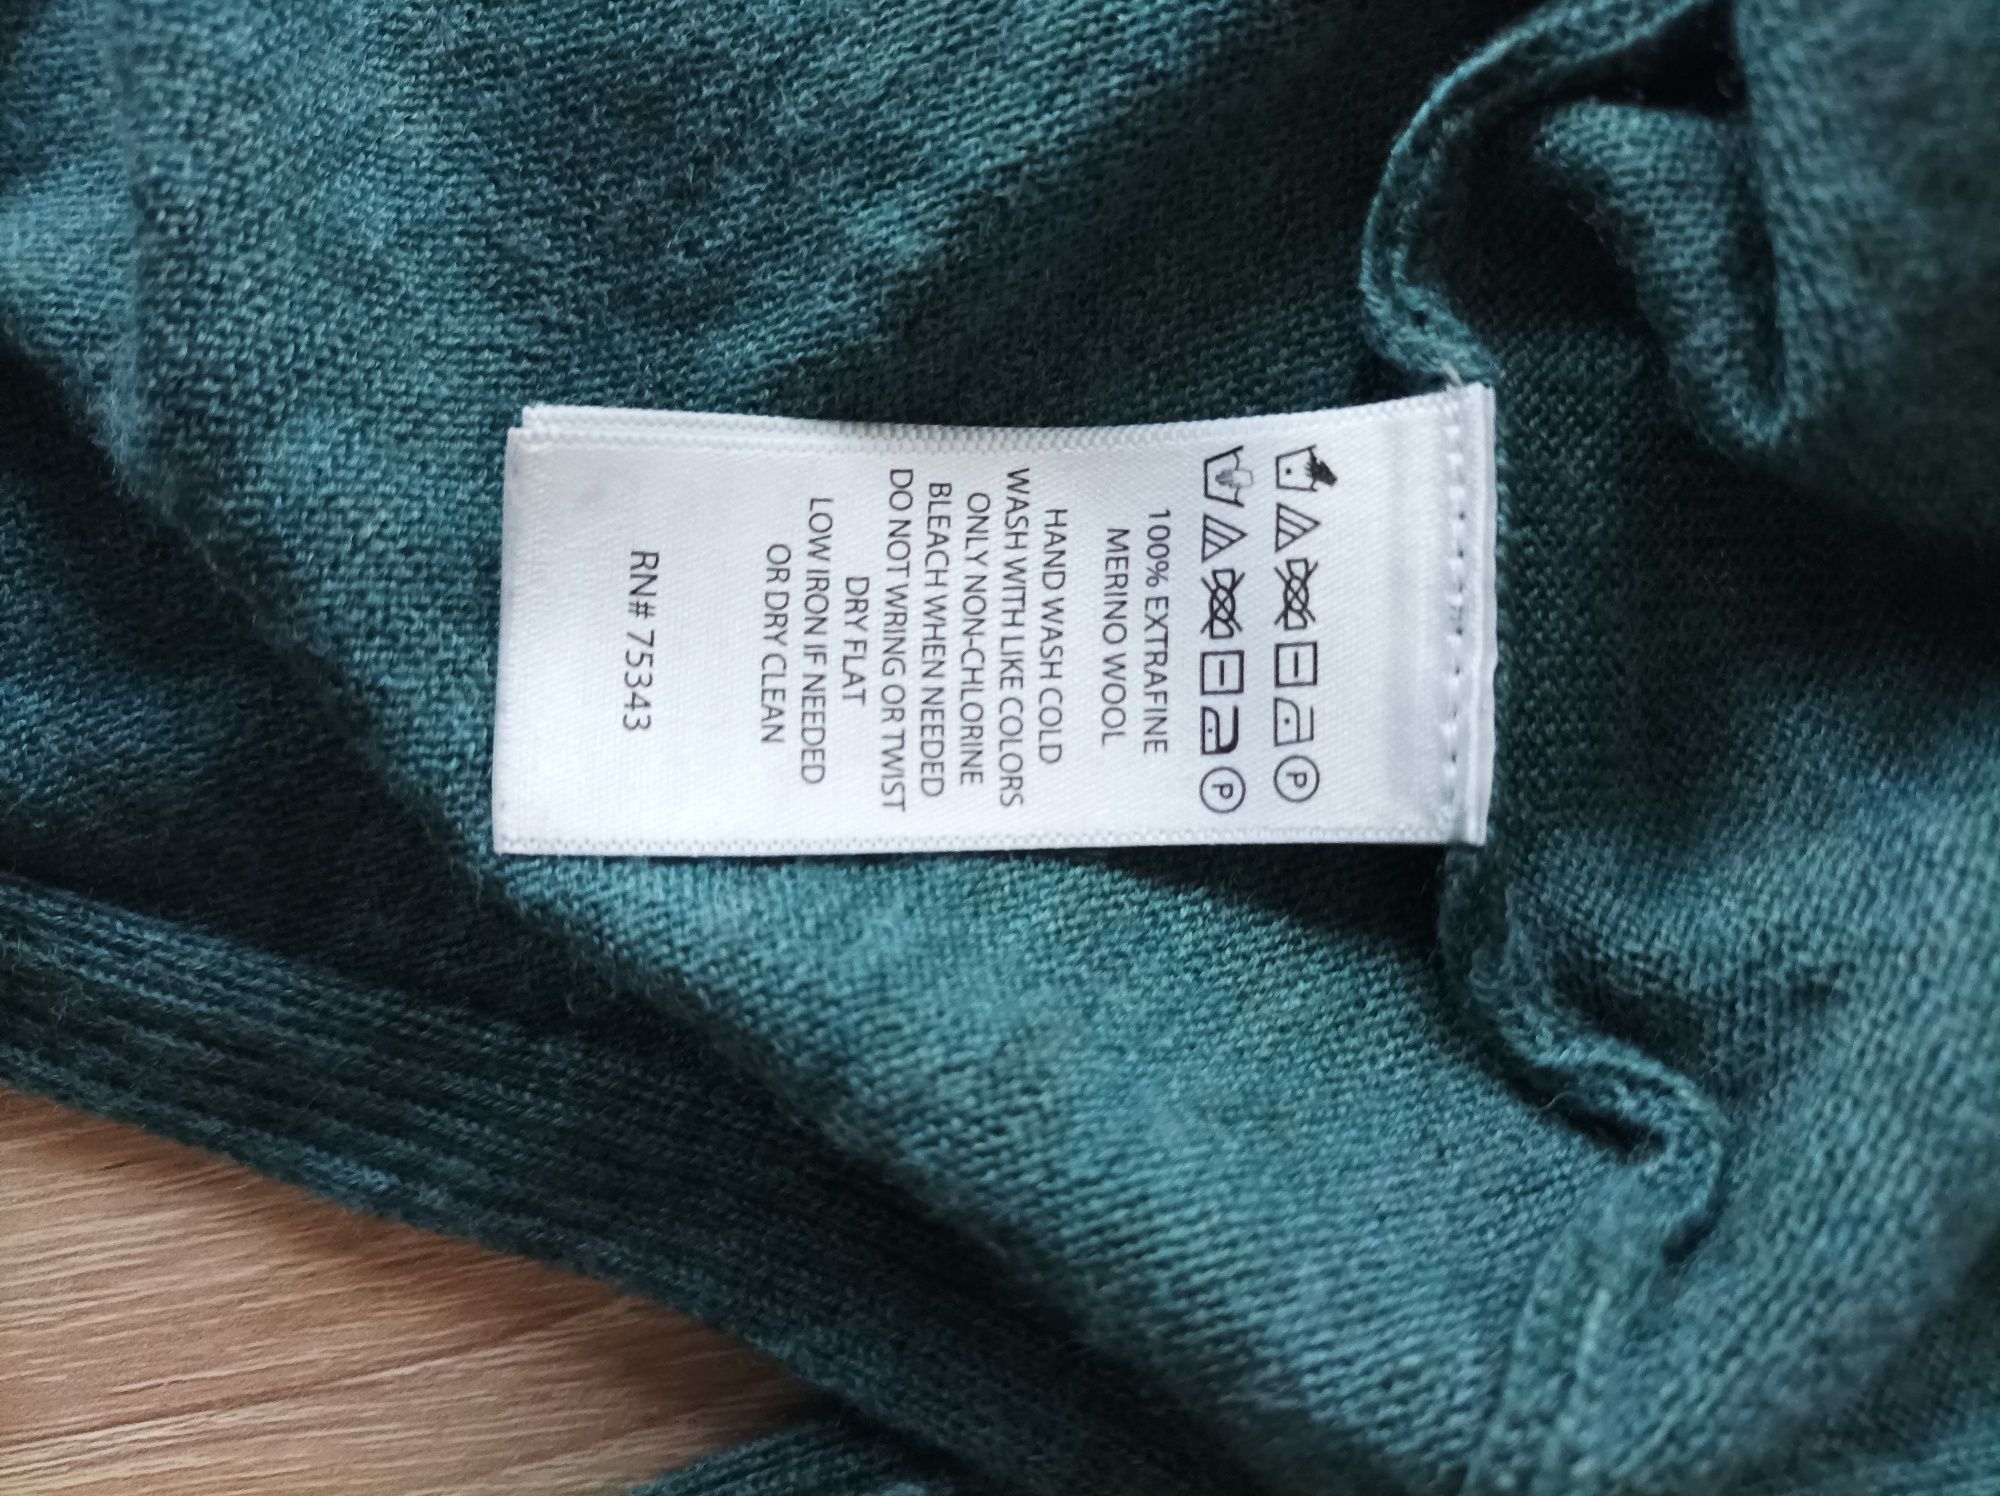 P
P
100% EXTRAFINE
MERINO WOOL
HAND WASH COLD
WASH WITH LIKE COLORS
ONLY NON-CHLORINE
BLEACH WHEN NEEDED
DO NOT WRING OR TWIST
DRY FLAT
LOW IRON IF NEEDED
OR DRY CLEAN
RN# 75343